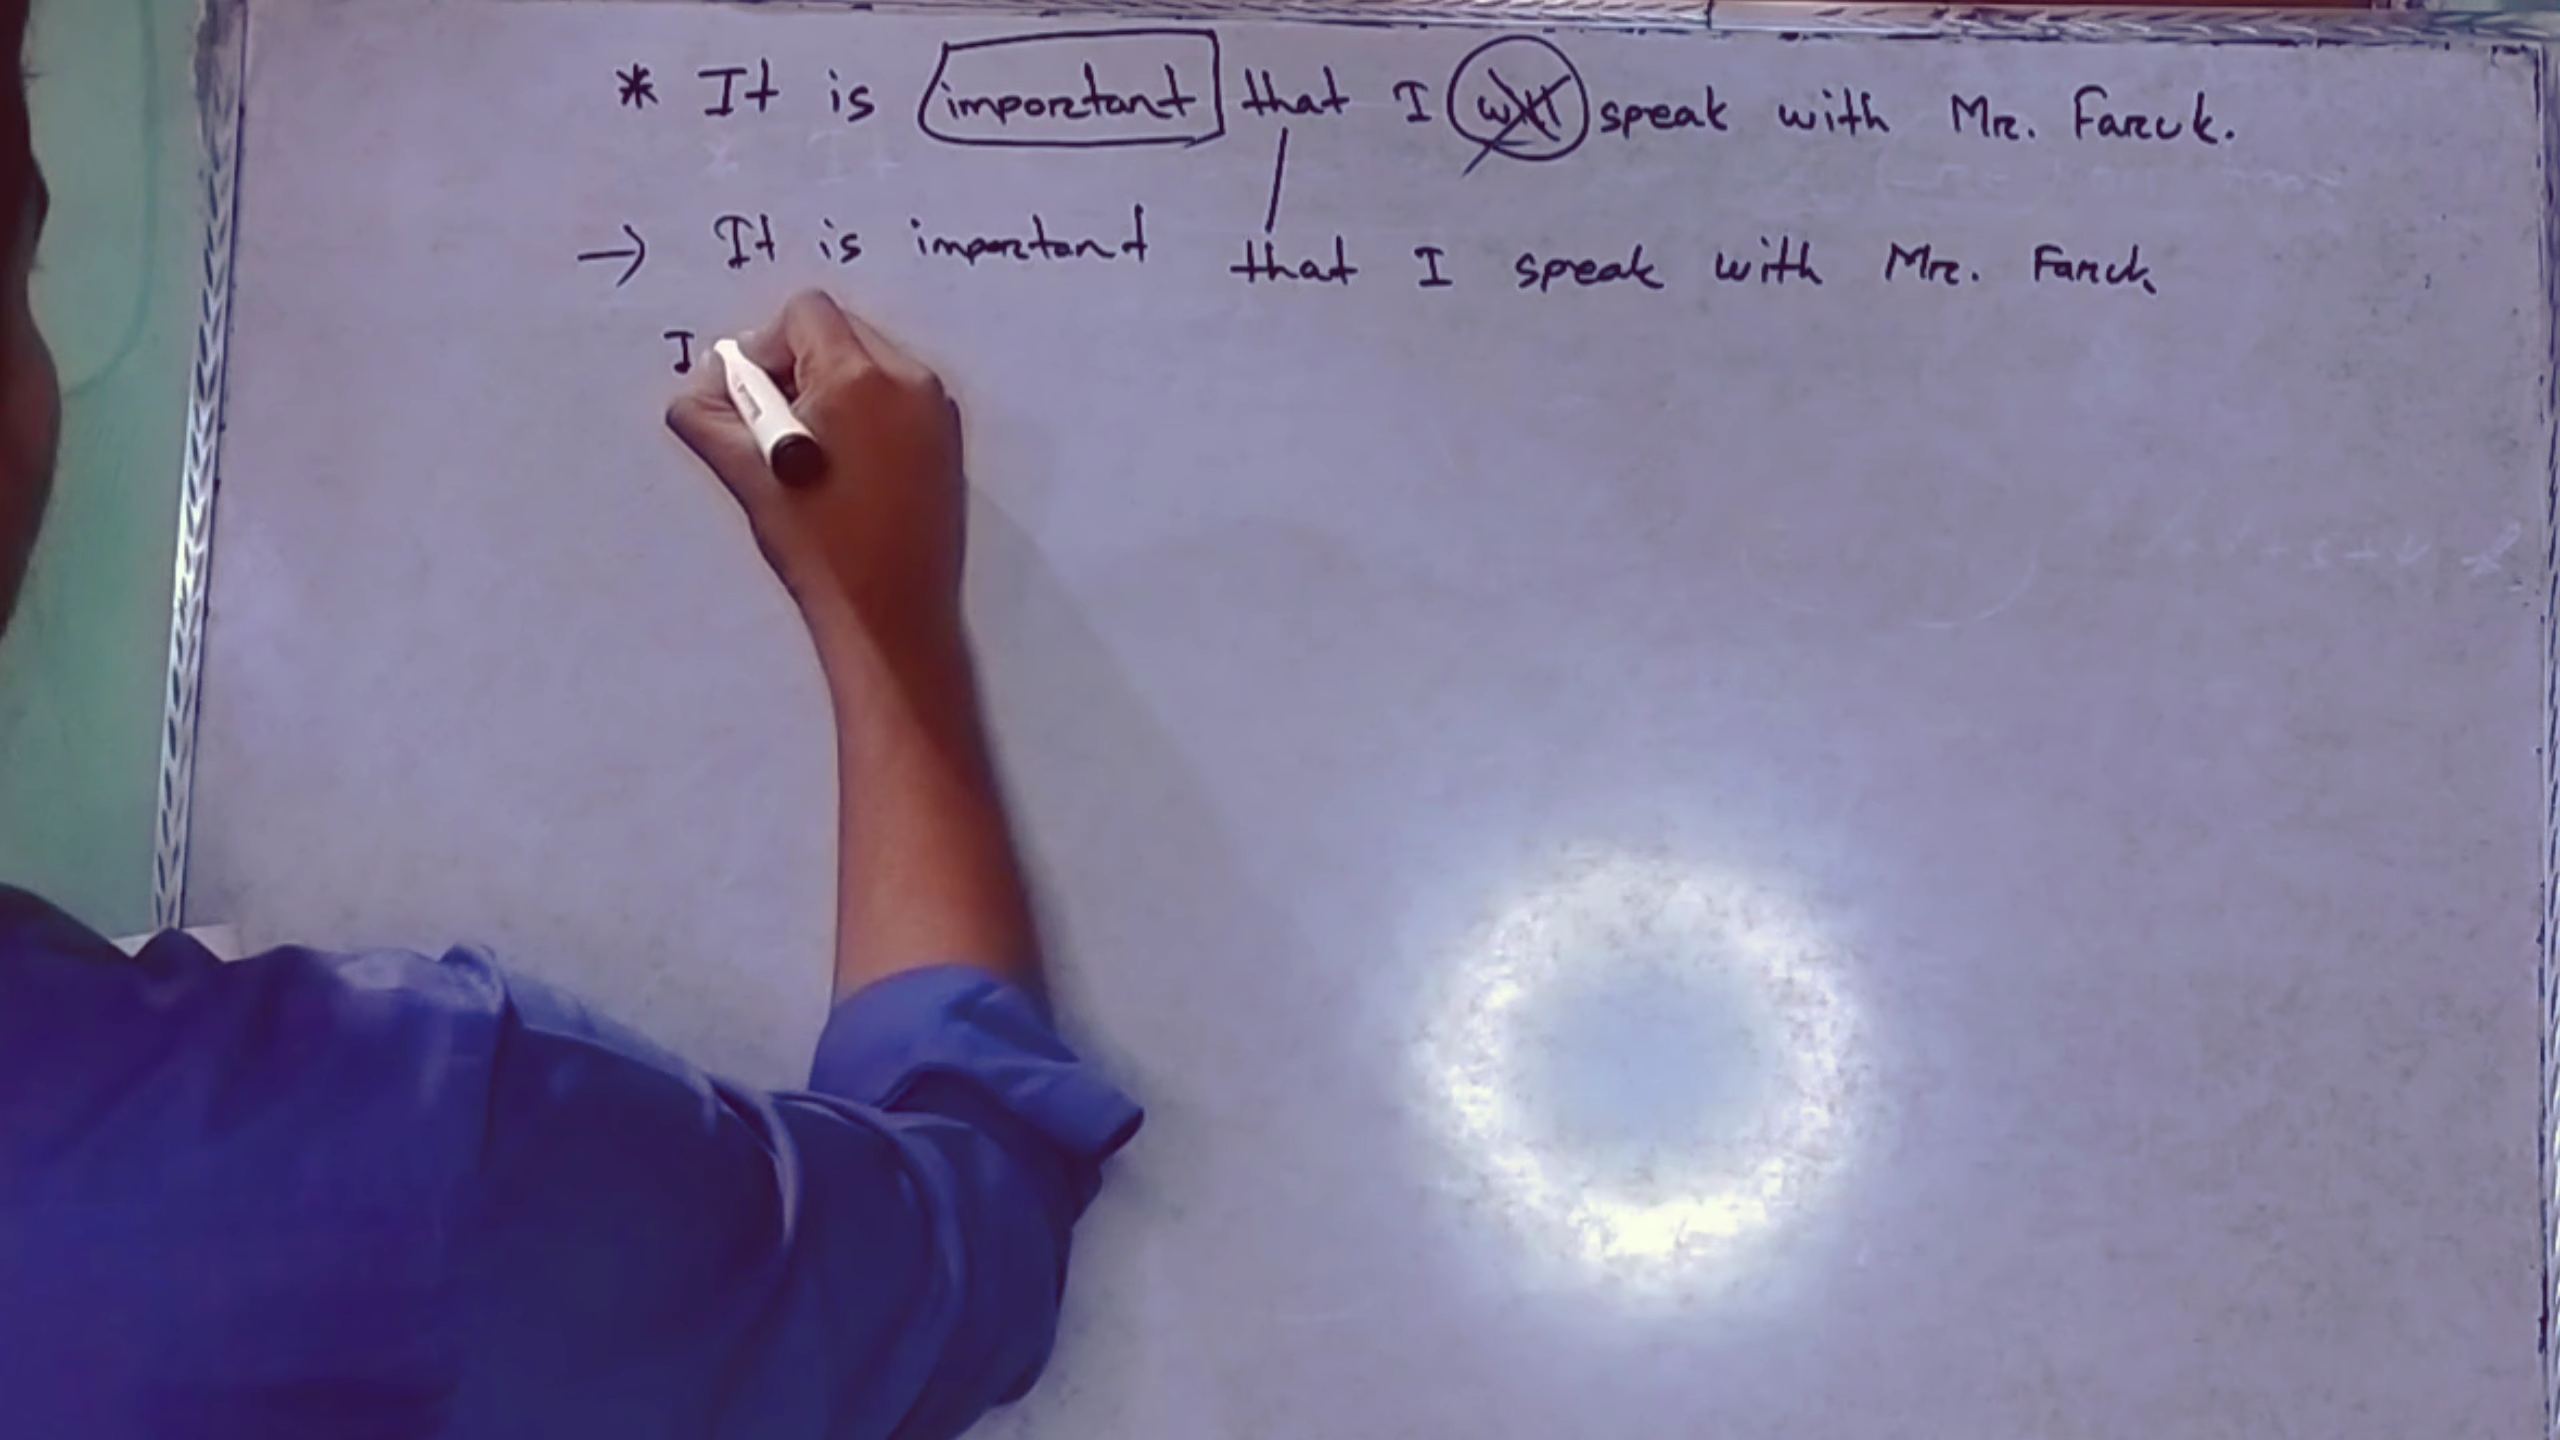 * It is important that I will speak with Mr. Faruk.
→ It is important that I speak with Mr. Faruk
I